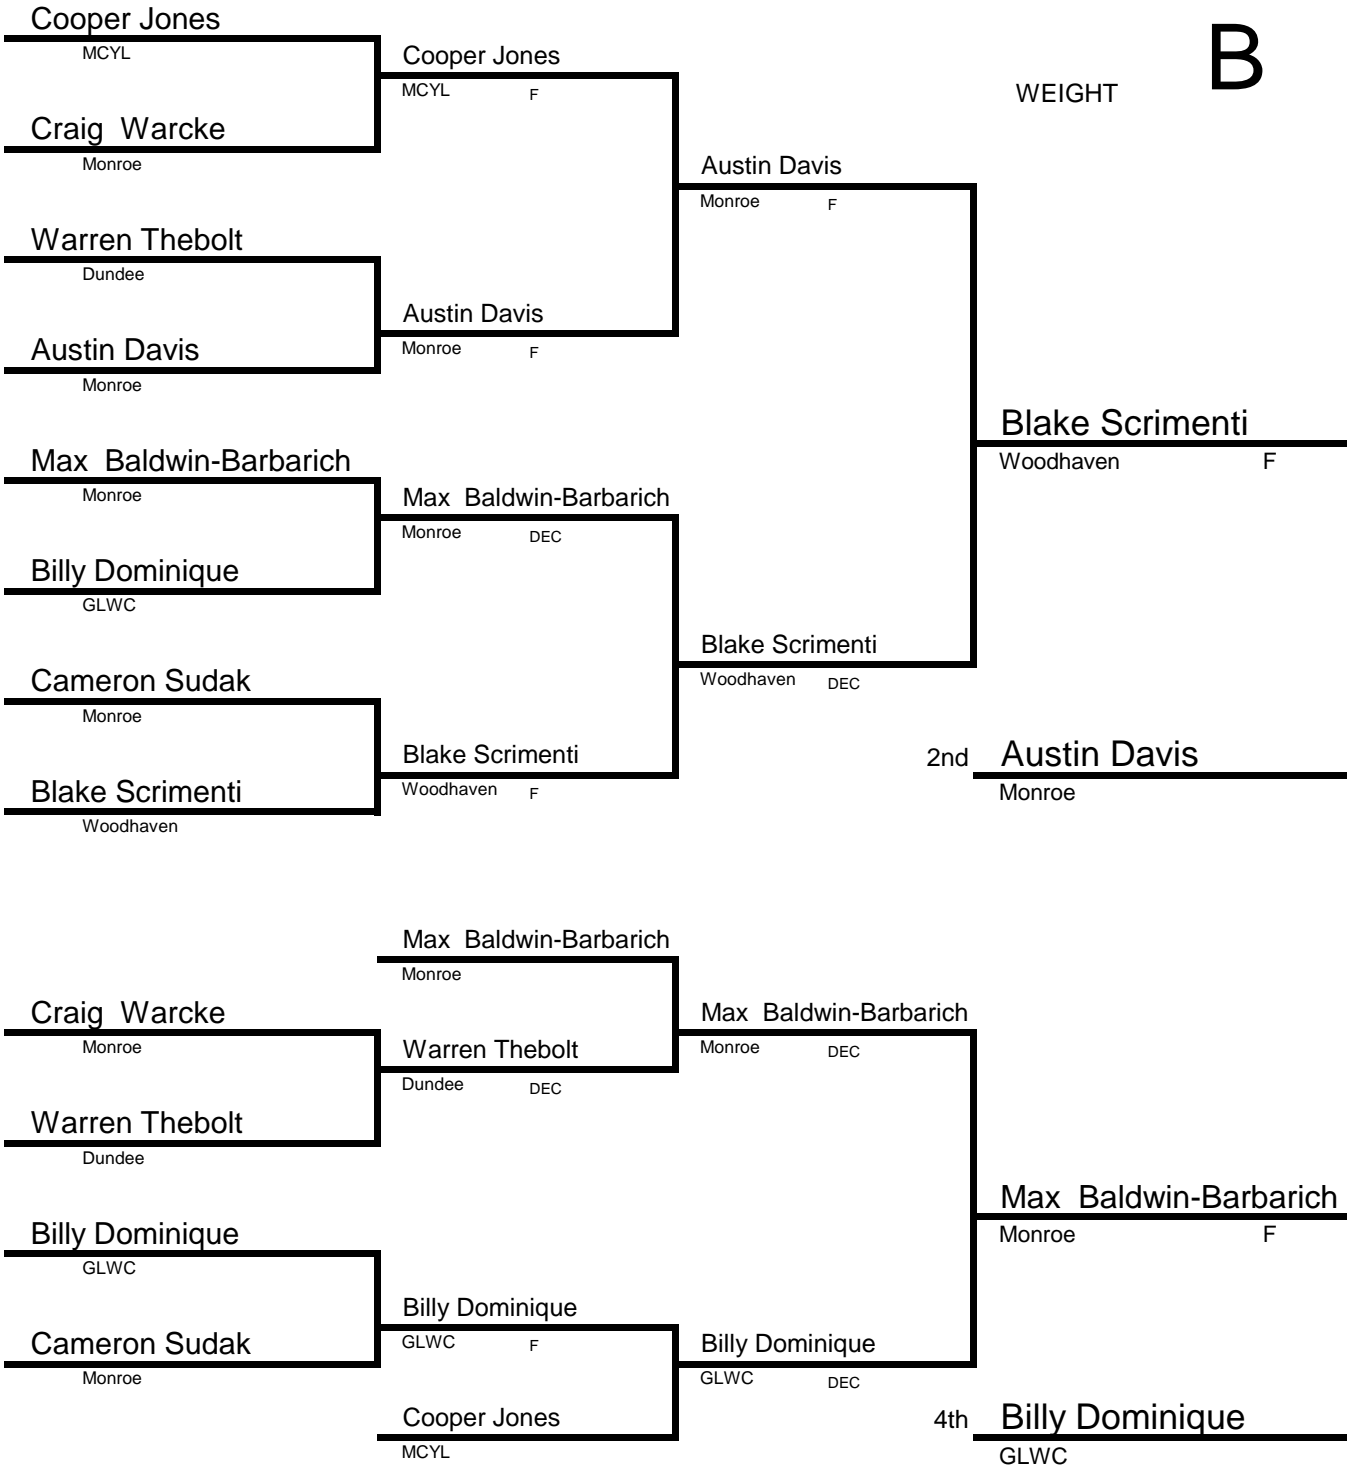 Cooper Jones
MCYL
Cooper Jones
MCYL F
B
WEIGHT
Craig Warcke
Monroe
Austin Davis
Monroe F
Warren Thebolt
Dundee
Austin Davis
Monroe F
Austin Davis
Monroe
Blake Scrimenti
Woodhaven F
Max Baldwin-Barbarich
Monroe
Max Baldwin-Barbarich
Monroe DEC
Billy Dominique
GLWC
Blake Scrimenti
Woodhaven DEC
Cameron Sudak
Monroe
Blake Scrimenti
Woodhaven F
2nd Austin Davis
Monroe
Blake Scrimenti
Woodhaven
Max Baldwin-Barbarich
Monroe
Craig Warcke
Monroe
Max Baldwin-Barbarich
Monroe DEC
Warren Thebolt
Dundee DEC
Warren Thebolt
Dundee
Max Baldwin-Barbarich
Monroe F
Billy Dominique
GLWC
Billy Dominique
GLWC F
Cameron Sudak
Monroe
Billy Dominique
GLWC DEC
Cooper Jones
MCYL
4th Billy Dominique
GLWC